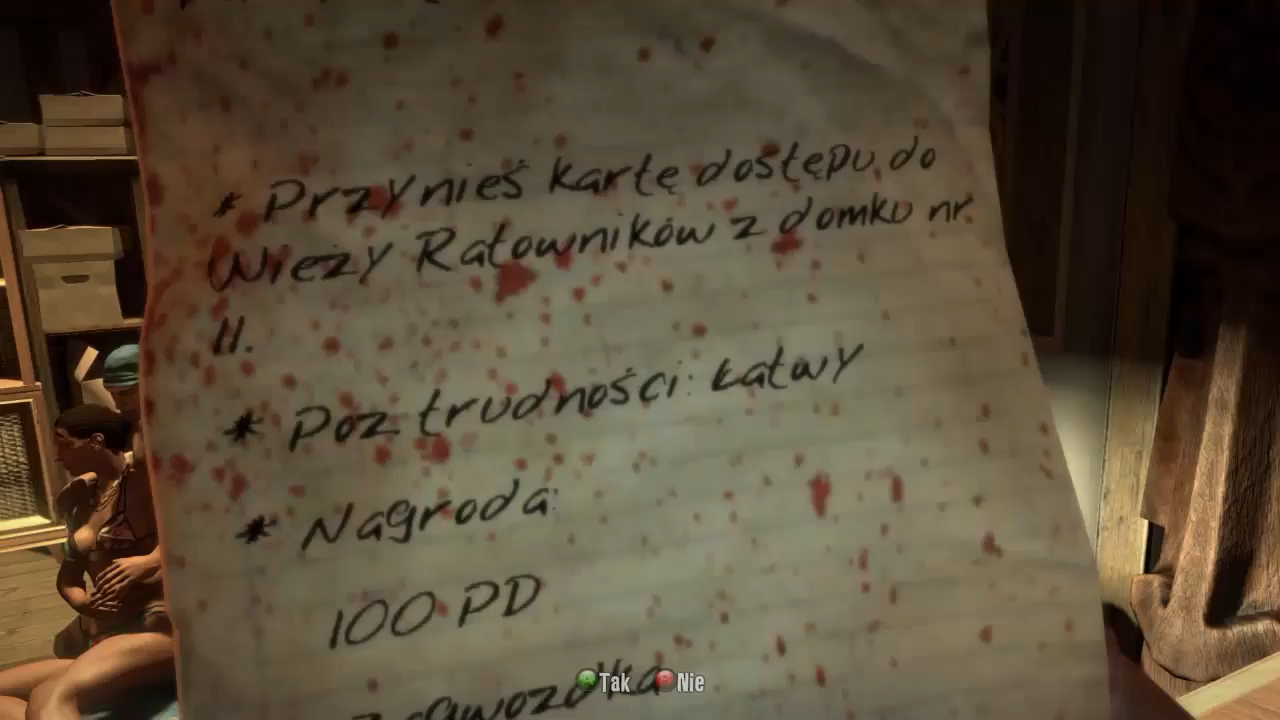 * Przynieś kartę dostępu do
Wieży Ratowników z domku nr.
11.
* Poz trudności: Łatwy
* Nagroda:
100 PD
Tak Nie